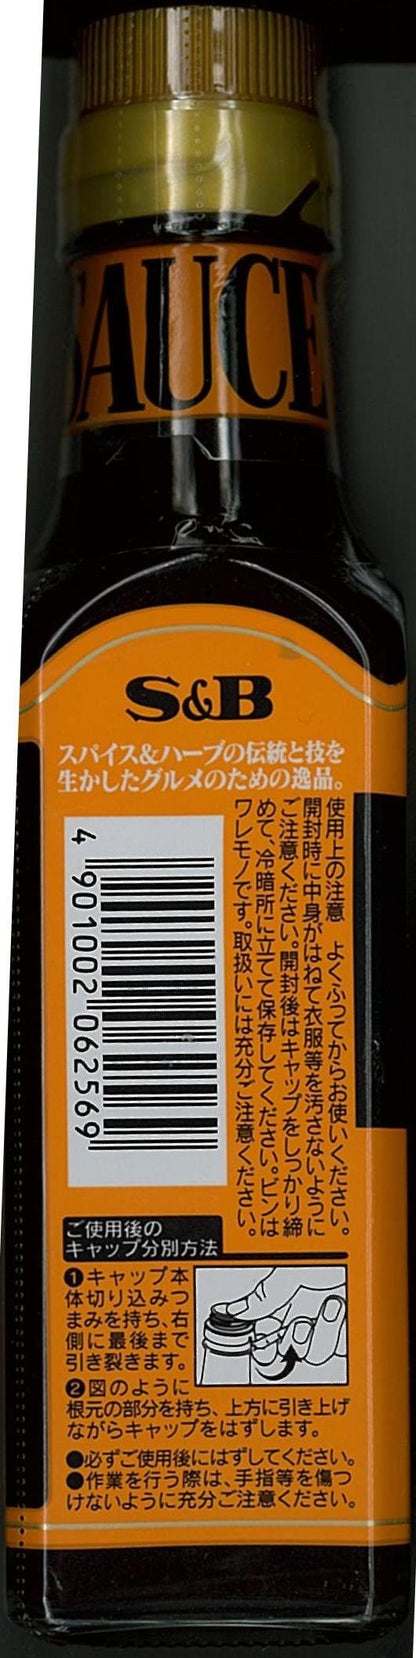 SAUCE
S&B
スパイス&ハーブの伝統と技を
生かしたグルメのための逸品。
使用上の注意 よくふってからお使いください。
開封時に中身がはねて衣服等を汚さないように
ご注意ください。開封後はキャップをしっかり締
めて、冷暗所に立てて保存してください。ビンは
ワレモノです。取扱いには充分ご注意ください。
4 901002 062569
ご使用後の
キャップ分別方法
❶キャップ本
体切り込みつ
まみを持ち、右
側に最後まで
引き裂きます。
❷図のように
根元の部分を持ち、上方に引き上げ
ながらキャップをはずします。
●必ずご使用後にはずしてください。
●作業を行う際は、手指等を傷つ
けないように充分ご注意ください。